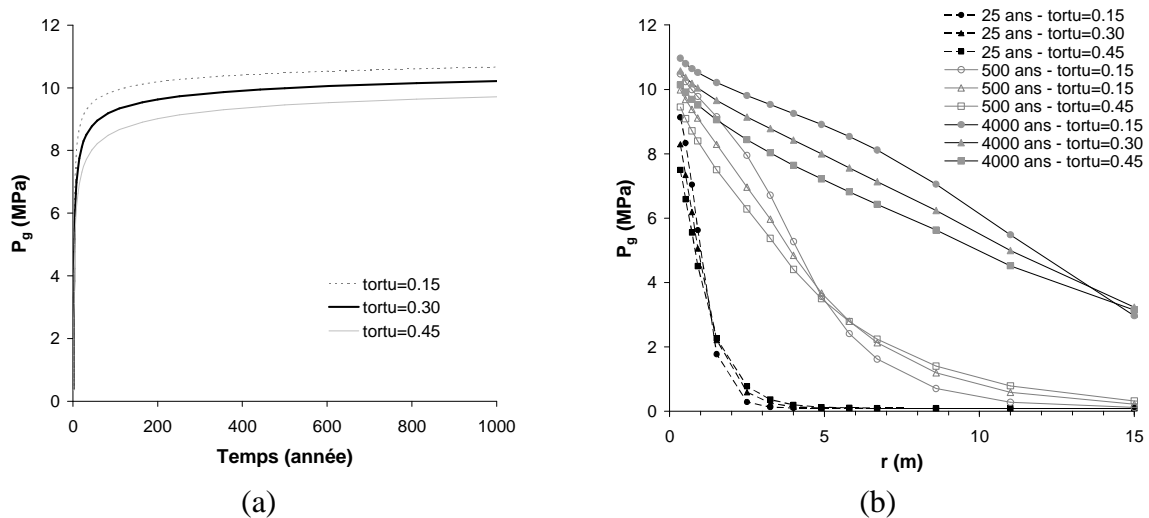 12
10
8
6
4
2
0
P_g (MPa)
tortu=0.15
tortu=0.30
tortu=0.45
0
200
400
600
800
1000
Temps (année)
(a)
25 ans - tortu=0.15
25 ans - tortu=0.30
25 ans - tortu=0.45
500 ans - tortu=0.15
500 ans - tortu=0.15
500 ans - tortu=0.45
4000 ans - tortu=0.15
4000 ans - tortu=0.30
4000 ans - tortu=0.45
12
10
8
6
4
2
0
P_g (MPa)
0
5
10
15
r (m)
(b)